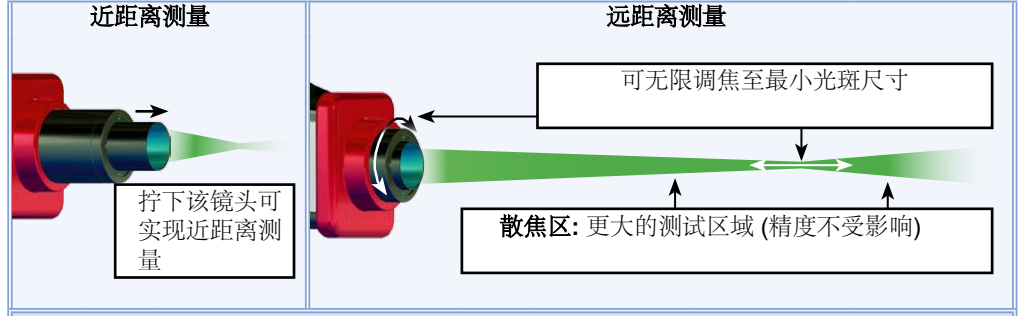 近距离测量
远距离测量
可无限调焦至最小光斑尺寸
拧下该镜头可
实现近距离测
量
散焦区: 更大的测试区域 (精度不受影响)